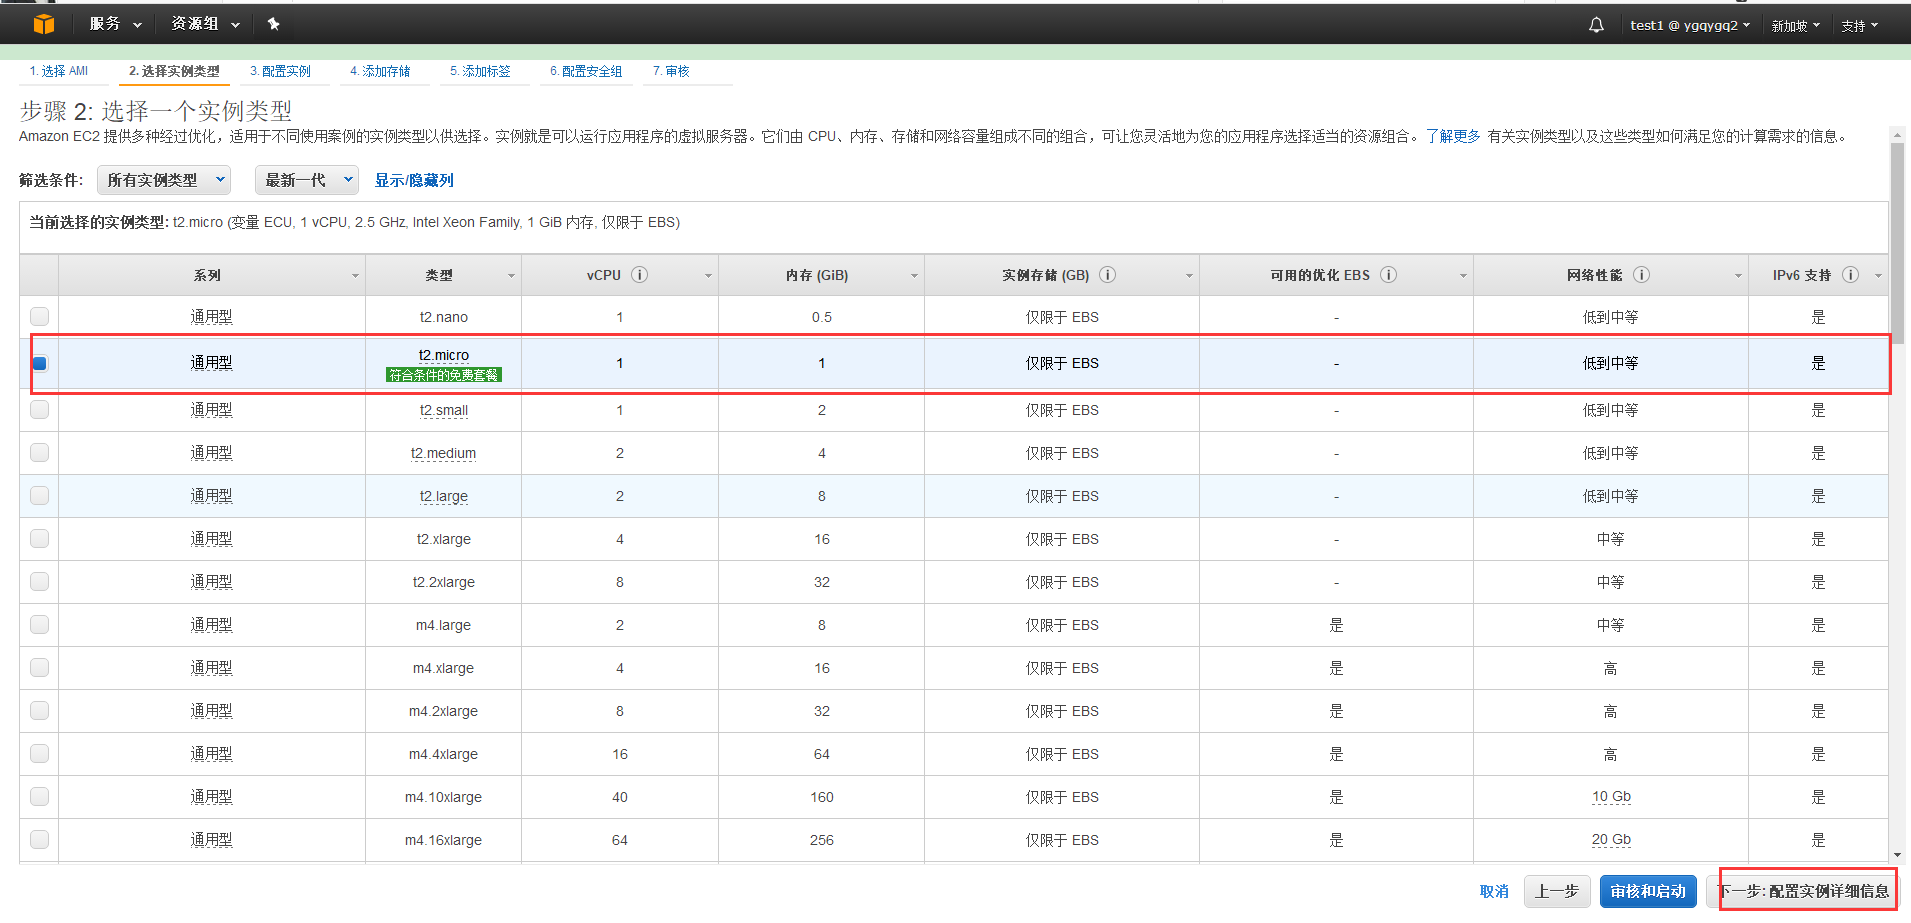 服务 资源组 test1 @ ygqygq2 新加坡 支持
1. 选择 AMI 2. 选择实例类型 3. 配置实例 4. 添加存储 5. 添加标签 6. 配置安全组 7. 审核
步骤 2: 选择一个实例类型
Amazon EC2 提供多种经过优化，适用于不同使用案例的实例类型以供选择。实例就是可以运行应用程序的虚拟服务器。它们由 CPU、内存、存储和网络容量组成不同的组合，可让您灵活地为您的应用程序选择适当的资源组合。 了解更多 有关实例类型以及这些类型如何满足您的计算需求的信息。
筛选条件: 所有实例类型 最新一代 显示/隐藏列
当前选择的实例类型: t2.micro (变量 ECU, 1 vCPU, 2.5 GHz, Intel Xeon Family, 1 GiB 内存, 仅限于 EBS)
系列 类型 vCPU 内存 (GiB) 实例存储 (GB) 可用的优化 EBS 网络性能 IPv6 支持
通用型 t2.nano 1 0.5 仅限于 EBS - 低到中等 是
通用型 t2.micro 1 1 仅限于 EBS - 低到中等 是
符合条件的免费套餐
通用型 t2.small 1 2 仅限于 EBS - 低到中等 是
通用型 t2.medium 2 4 仅限于 EBS - 低到中等 是
通用型 t2.large 2 8 仅限于 EBS - 低到中等 是
通用型 t2.xlarge 4 16 仅限于 EBS - 中等 是
通用型 t2.2xlarge 8 32 仅限于 EBS - 中等 是
通用型 m4.large 2 8 仅限于 EBS 是 中等 是
通用型 m4.xlarge 4 16 仅限于 EBS 是 高 是
通用型 m4.2xlarge 8 32 仅限于 EBS 是 高 是
通用型 m4.4xlarge 16 64 仅限于 EBS 是 高 是
通用型 m4.10xlarge 40 160 仅限于 EBS 是 10 Gb 是
通用型 m4.16xlarge 64 256 仅限于 EBS 是 20 Gb 是
取消 上一步 审核和启动 下一步: 配置实例详细信息